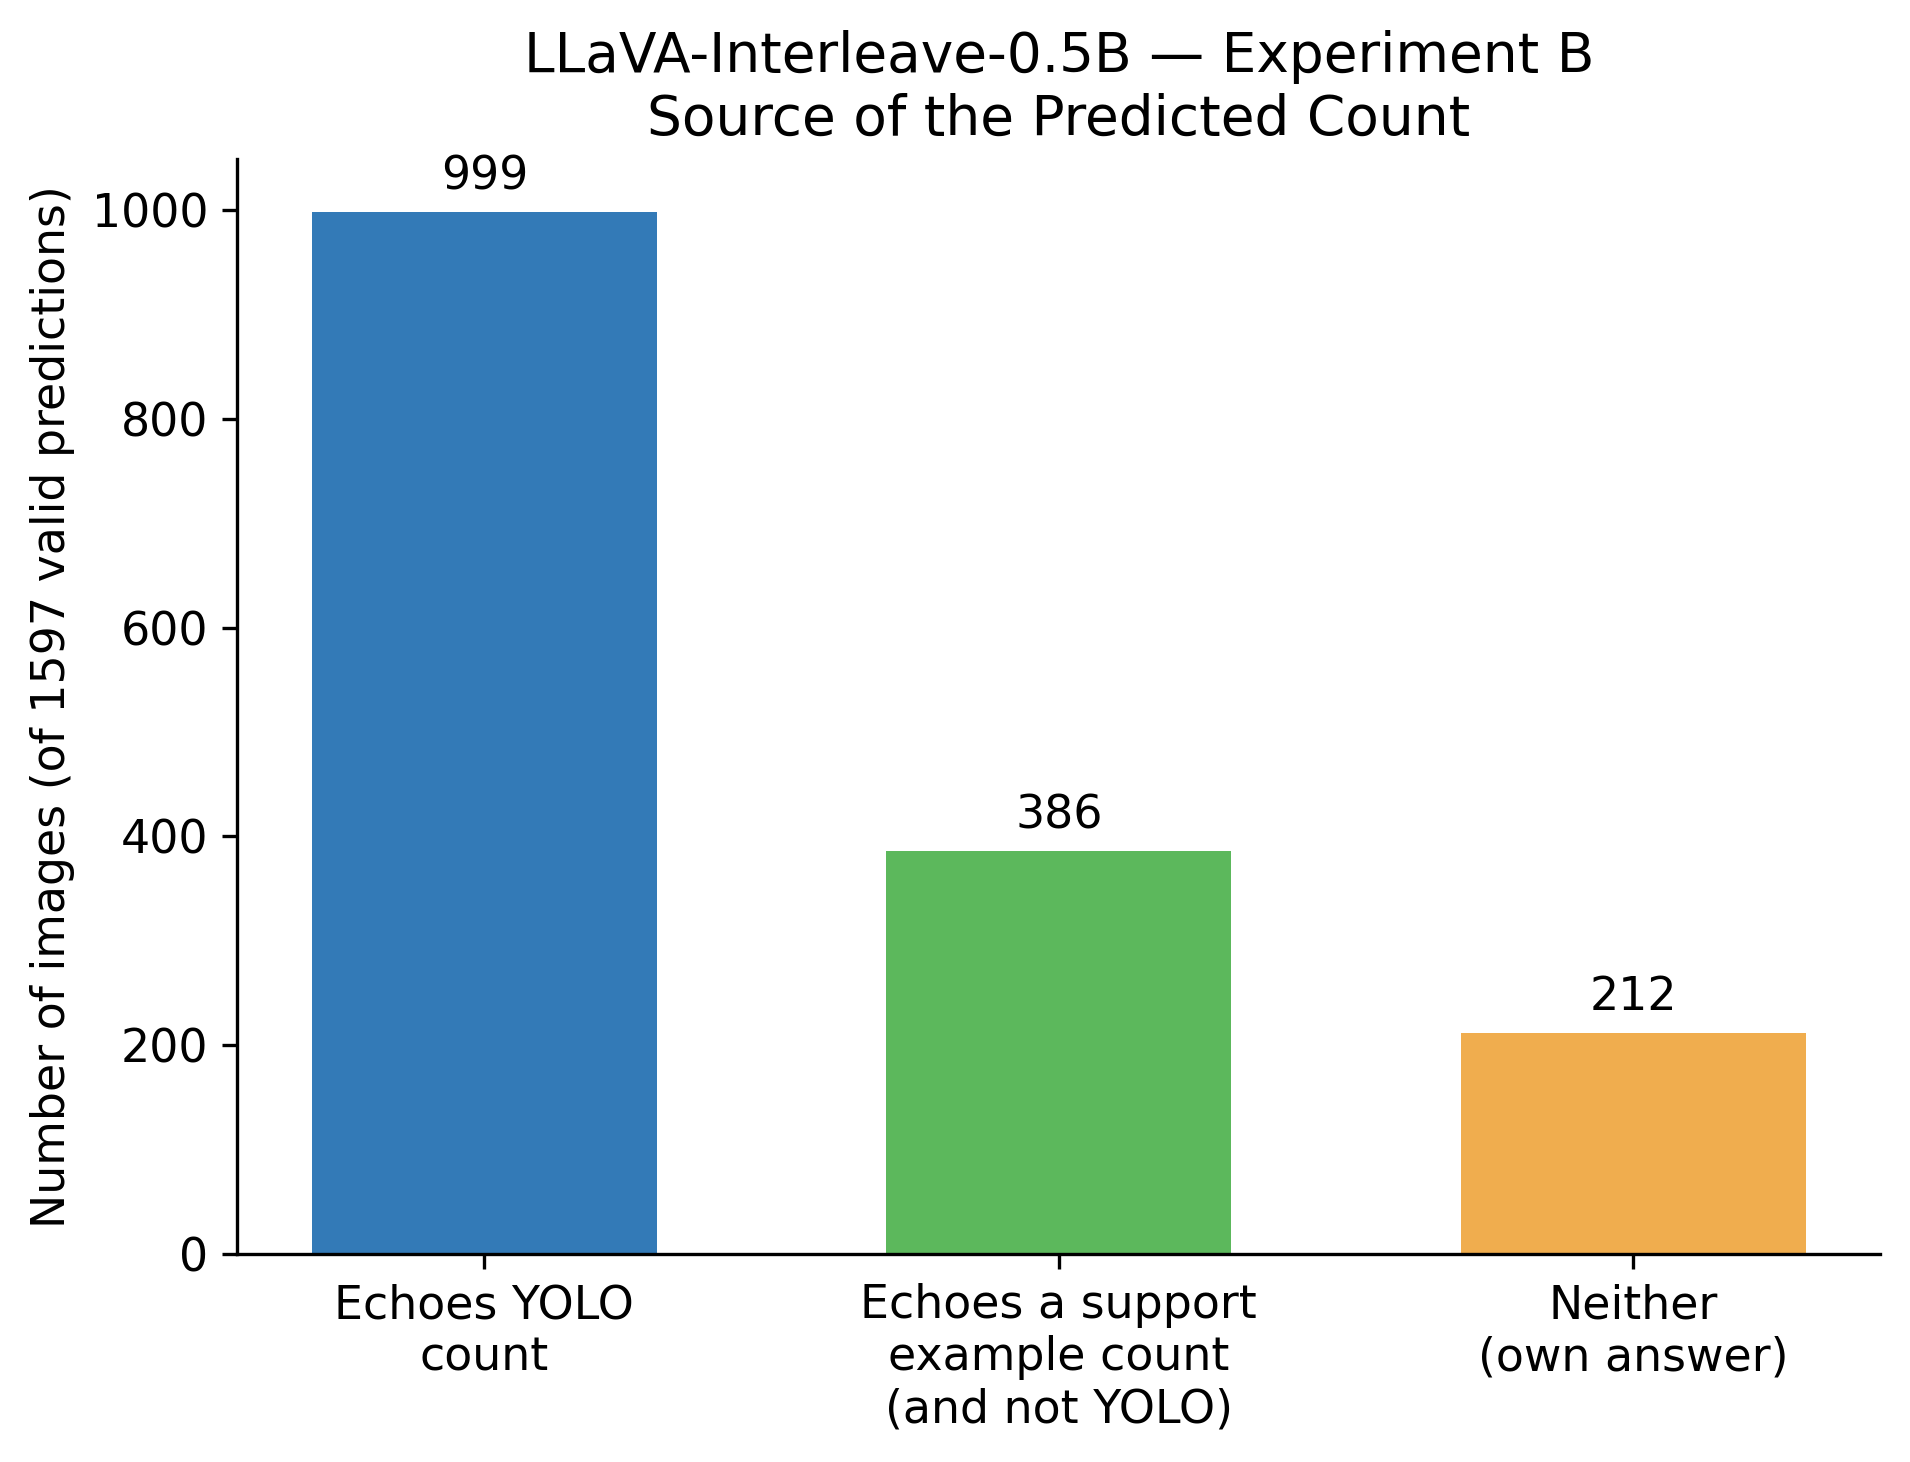 LLaVA-Interleave-0.5B — Experiment B
Source of the Predicted Count
Number of images (of 1597 valid predictions)
1000
800
600
400
200
0
999
386
212
Echoes YOLO
count
Echoes a support
example count
(and not YOLO)
Neither
(own answer)